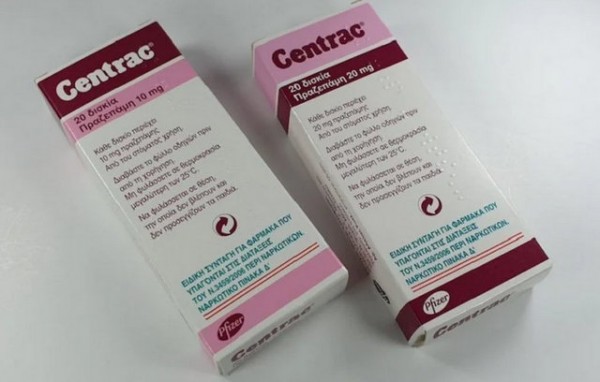 Centrac®
20 δισκία
Πραζεπάμη 10 mg
Κάθε δισκίο περιέχει
10 mg πραζεπάμης
Από του στόματος χρήση
Διαβάστε το φύλλο οδηγιών πριν
από τη χορήγηση.
Μη φυλάσσετε σε θερμοκρασία
μεγαλύτερη των 25°C.
Να φυλάσσεται σε θέση,
την οποία δεν βλέπουν και
δεν προσεγγίζουν τα παιδιά.
ΕΙΔΙΚΗ ΣΥΝΤΑΓΗ ΓΙΑ ΦΑΡΜΑΚΑ ΠΟΥ
ΥΠΑΓΟΝΤΑΙ ΣΤΙΣ ΔΙΑΤΑΞΕΙΣ
ΤΟΥ Ν.3459/2006 ΠΕΡΙ ΝΑΡΚΩΤΙΚΩΝ.
ΝΑΡΚΩΤΙΚΟ ΠΙΝΑΚΑ Δ΄
Pfizer
Centrac
Centrac®
20 δισκία
Πραζεπάμη 20 mg
Κάθε δισκίο περιέχει
20 mg πραζεπάμης
Από του στόματος χρήση
Διαβάστε το φύλλο οδηγιών πριν
από τη χορήγηση.
Μη φυλάσσετε σε θερμοκρασία
μεγαλύτερη των 25°C.
Να φυλάσσεται σε θέση,
την οποία δεν βλέπουν και
δεν προσεγγίζουν τα παιδιά.
ΕΙΔΙΚΗ ΣΥΝΤΑΓΗ ΓΙΑ ΦΑΡΜΑΚΑ ΠΟΥ
ΥΠΑΓΟΝΤΑΙ ΣΤΙΣ ΔΙΑΤΑΞΕΙΣ
ΤΟΥ Ν.3459/2006 ΠΕΡΙ ΝΑΡΚΩΤΙΚΩΝ.
ΝΑΡΚΩΤΙΚΟ ΠΙΝΑΚΑ Δ΄
Pfizer
Centrac